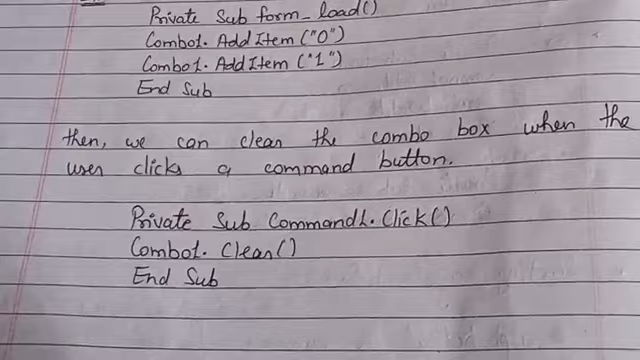 Private Sub form_load()
Combo1. AddItem ("0")
Combo1. AddItem ("1")
End Sub
then, we can clear the combo box when the
user clicks a command button.
Private Sub Command1.Click()
Combo1. Clear()
End Sub